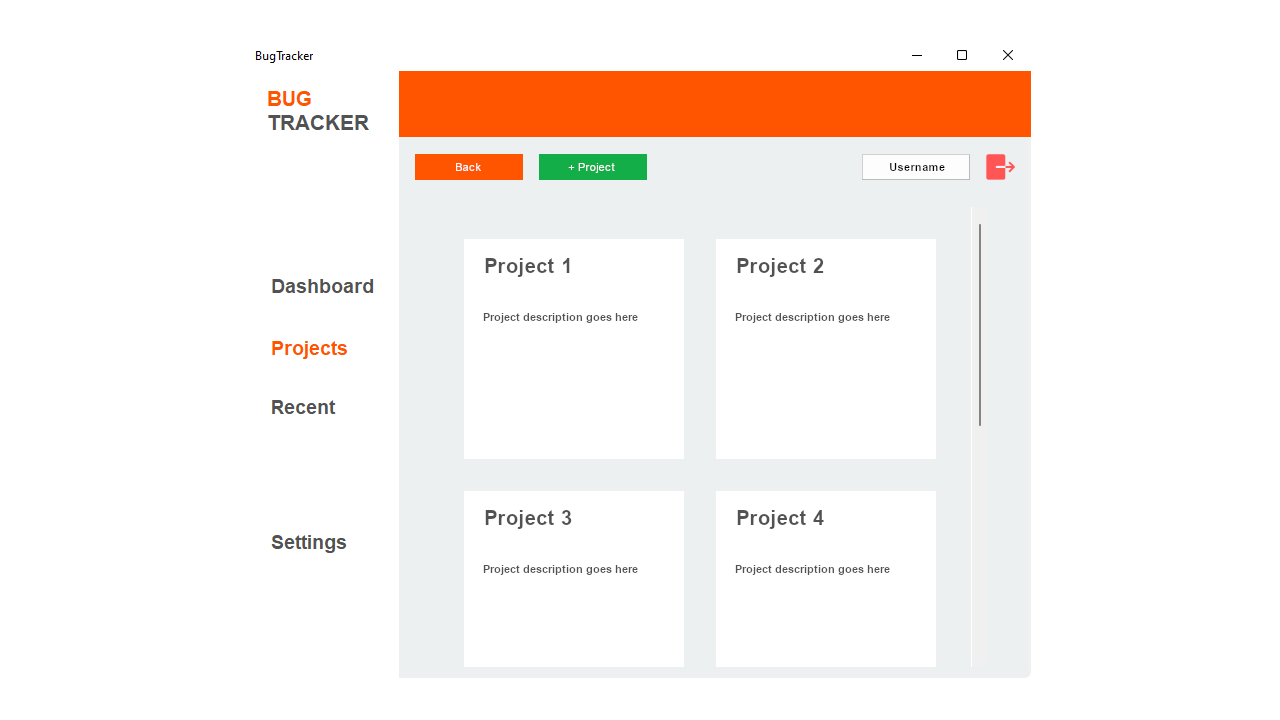 BugTracker
BUG
TRACKER
Back
+ Project
Username
Dashboard
Projects
Recent
Settings
Project 1
Project description goes here
Project 2
Project description goes here
Project 3
Project description goes here
Project 4
Project description goes here